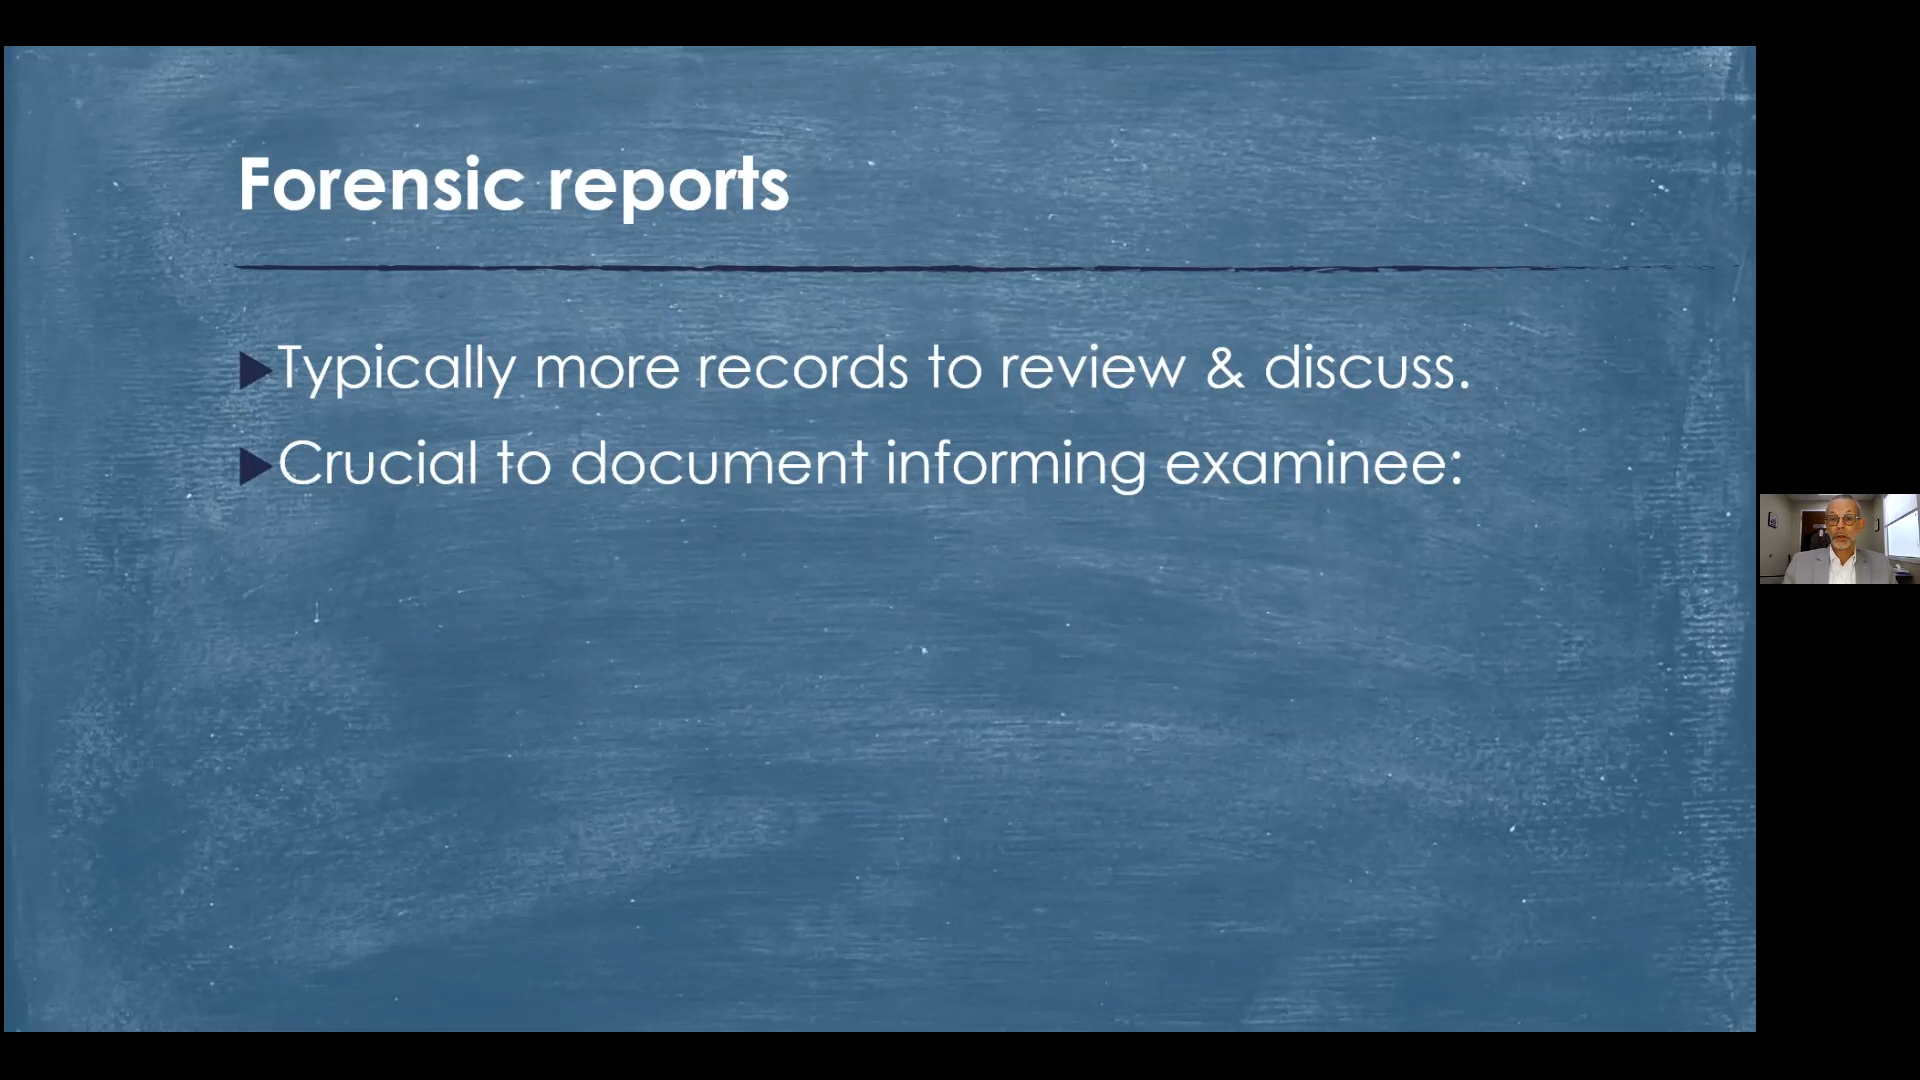 Forensic reports
Typically more records to review & discuss.
Crucial to document informing examinee: